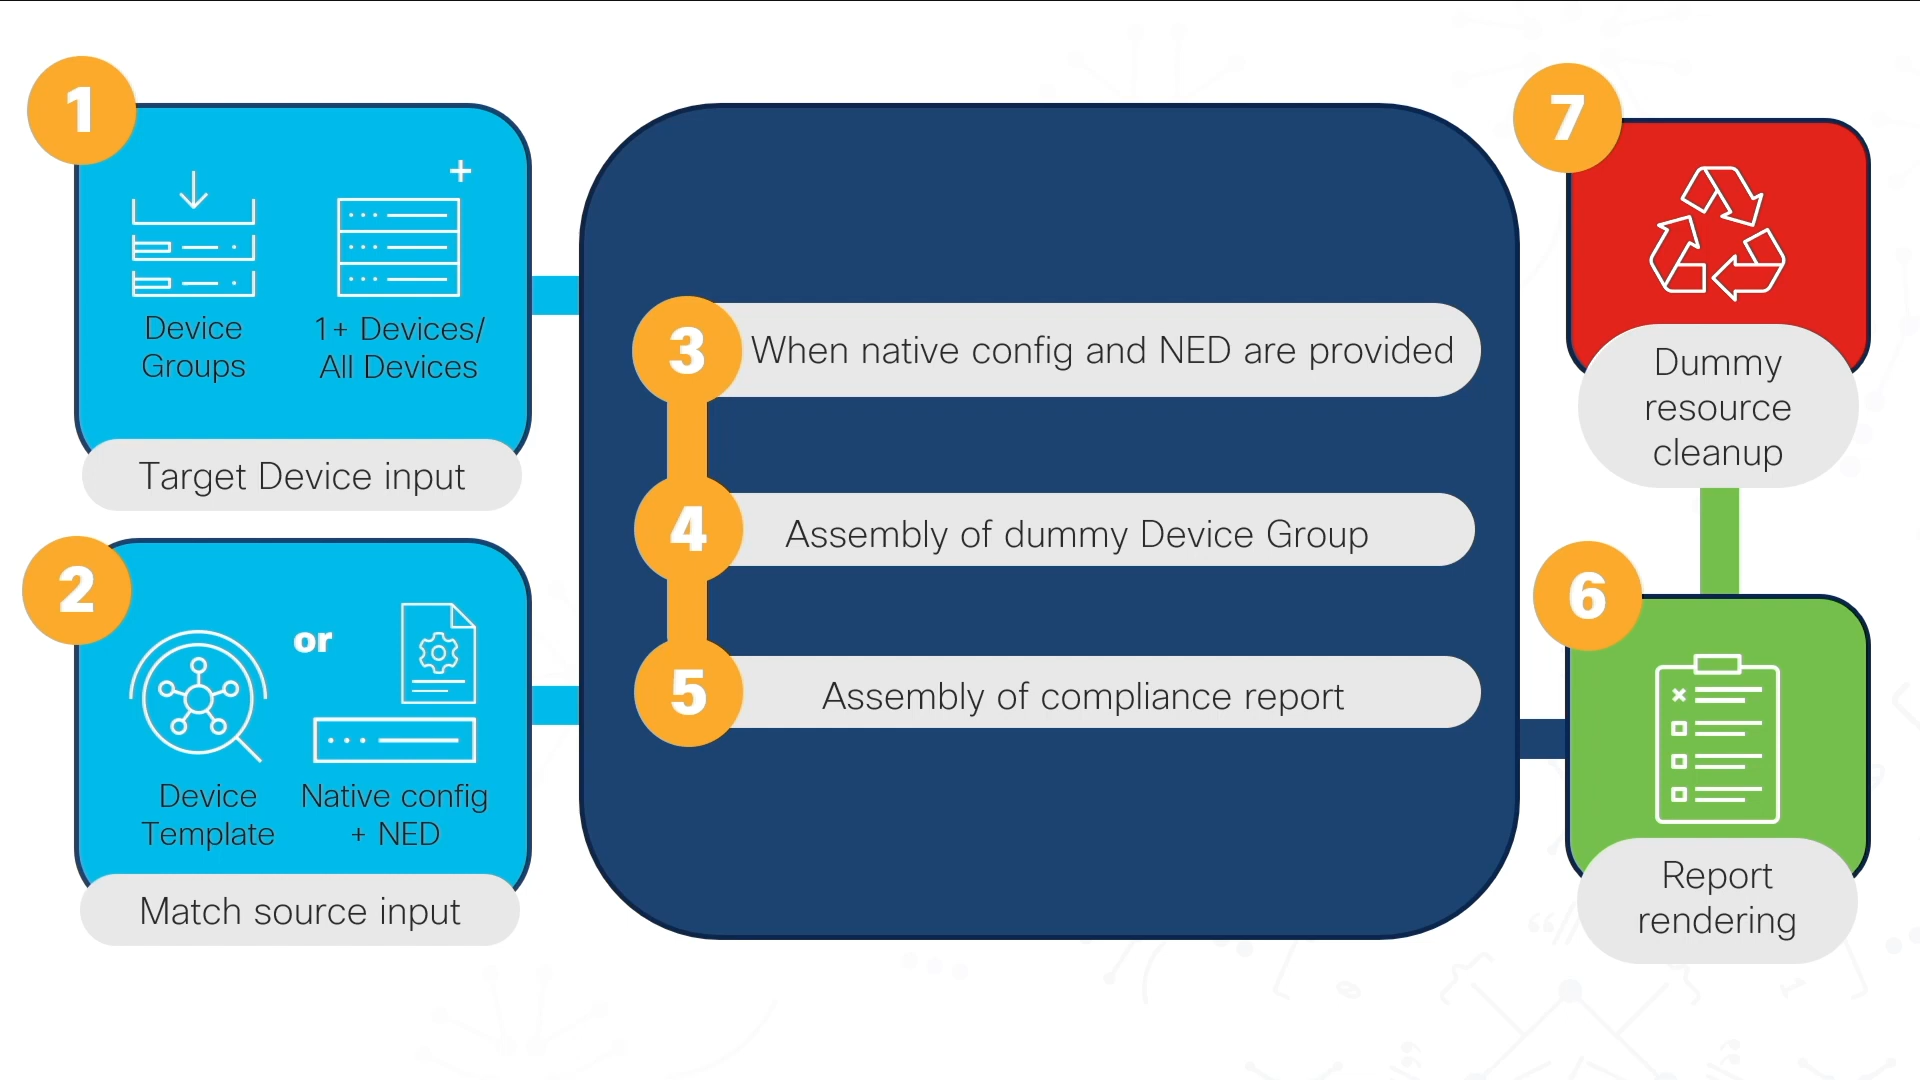 1
+
Device
Groups
1+ Devices/
All Devices
Target Device input
2
or
Device
Template
Native config
+ NED
Match source input
3
When native config and NED are provided
4
Assembly of dummy Device Group
5
Assembly of compliance report
6
Report
rendering
7
Dummy
resource
cleanup